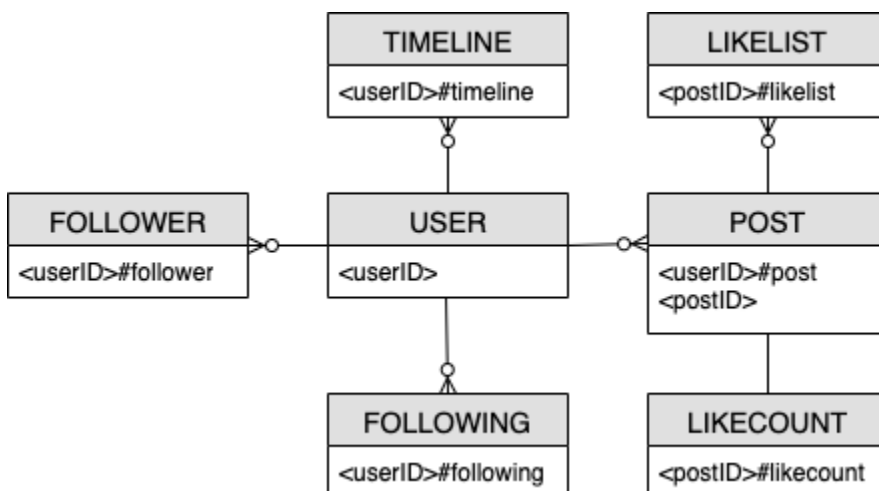 TIMELINE
<userID>#timeline
LIKELIST
<postID>#likelist
FOLLOWER
<userID>#follower
USER
<userID>
POST
<userID>#post
<postID>
FOLLOWING
<userID>#following
LIKECOUNT
<postID>#likecount